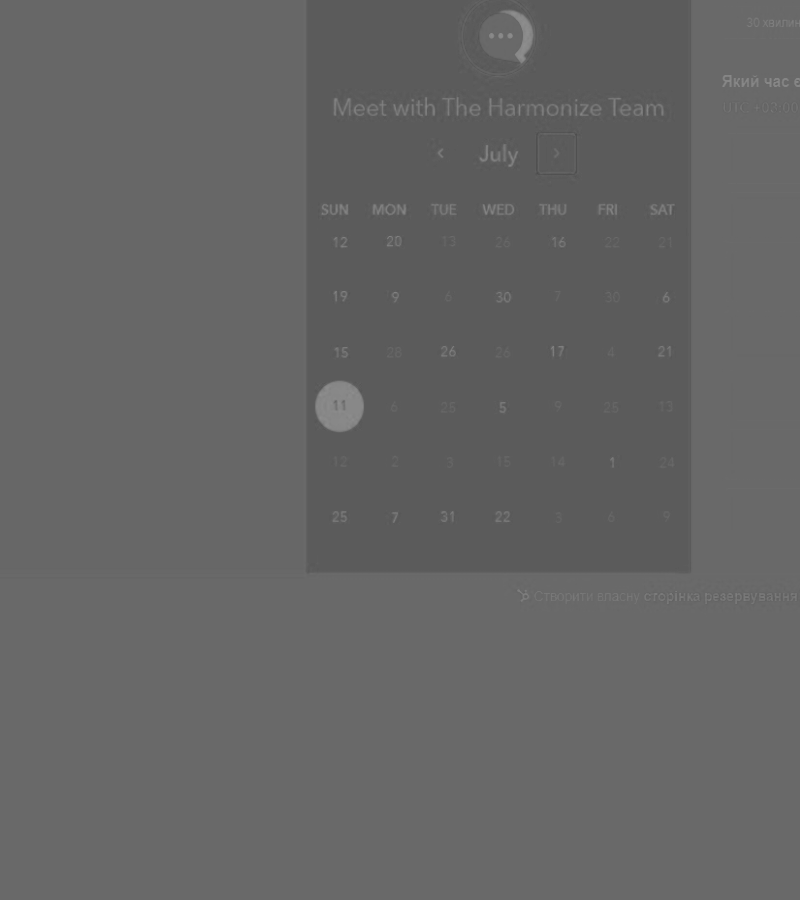 Meet with The Harmonize Team
July
SUN MON TUE WED THU FRI SAT
12 20 13 26 16 22 21
19 9 6 30 7 30 6
15 28 26 26 17 4 21
11 6 25 5 9 25 13
12 2 3 15 14 1 24
25 7 31 22 3 6 9
30 хвилин
Який час є
UTC +02:00
Створити власну сторінка резервування